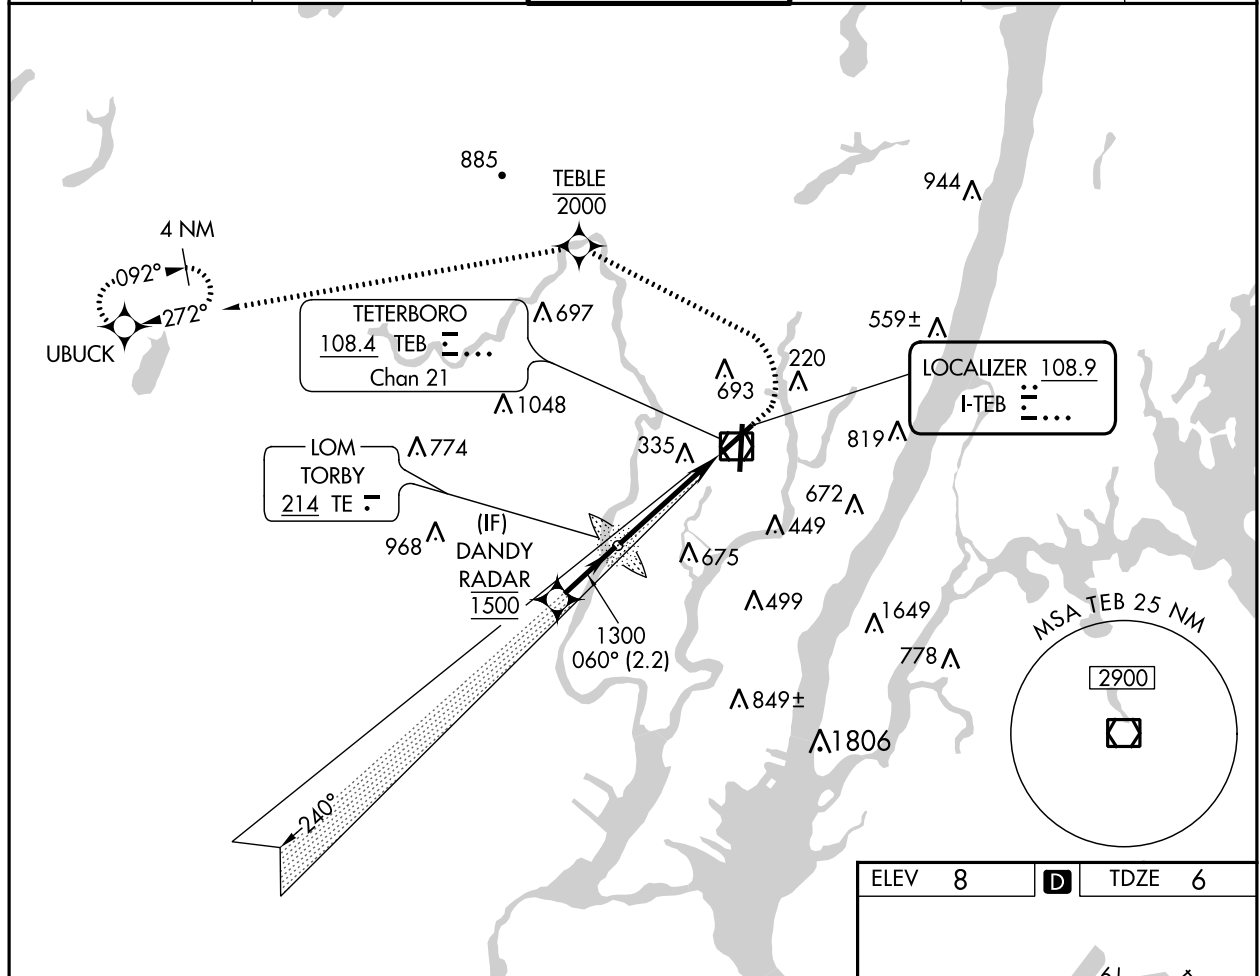 885
TEBLE
2000
944
4 NM
092°
272°
UBUCK
TETERBORO
108.4 TEB
Chan 21
697
559±
693
220
LOCALIZER 108.9
I-TEB
1048
819
LOM
TORBY
214 TE
774
335
672
968
(IF)
DANDY
RADAR
1500
449
675
1300
060° (2.2)
499
1649
778
849±
1806
240°
MSA TEB 25 NM
2900
ELEV 8 D TDZE 6